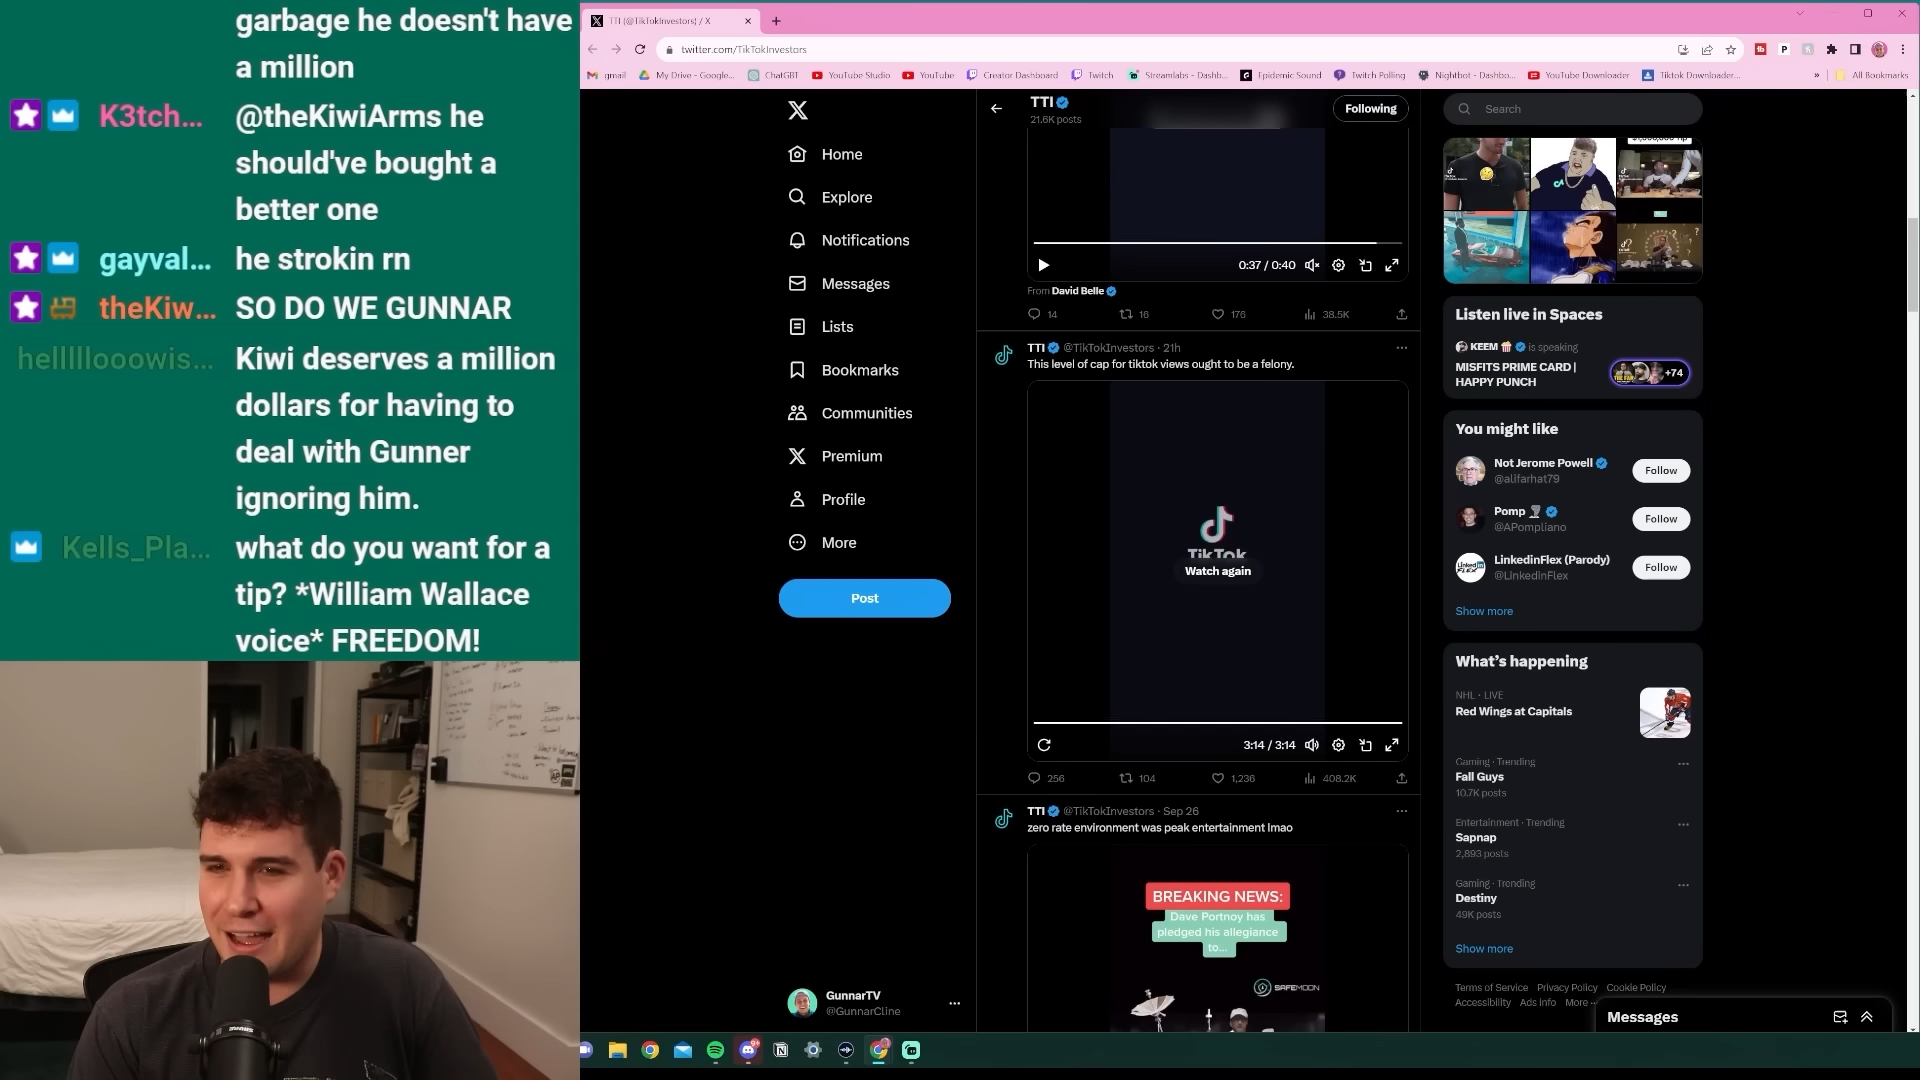 garbage he doesn't have
a million
K3tch... @theKiwiArms he
should've bought a
better one
gayval... he strokin rn
theKiw... SO DO WE GUNNAR
helllllooowis... Kiwi deserves a million
dollars for having to
deal with Gunner
ignoring him.
Kells_Pla... what do you want for a
tip? *William Wallace
voice* FREEDOM!
TTI (@TikTokInvestors) / X
twitter.com/TikTokInvestors
gmail
My Drive - Google...
ChatGBT
YouTube Studio
YouTube
Creator Dashboard
Twitch
Streamlabs - Dashb...
Epidemic Sound
Twitch Polling
Nightbot - Dashbo...
YouTube Downloader
Tiktok Downloader...
»
All Bookmarks
Home
Explore
Notifications
Messages
Lists
Bookmarks
Communities
Premium
Profile
More
Post
GunnarTV
@GunnarCline
TTI
21.6K posts
Following
0:37 / 0:40
From David Belle
14 16 176 38.5K
TTI @TikTokInvestors · 21h
This level of cap for tiktok views ought to be a felony.
TikTok
Watch again
3:14 / 3:14
256 104 1,236 408.2K
TTI @TikTokInvestors · Sep 26
zero rate environment was peak entertainment lmao
BREAKING NEWS:
Dave Portnoy has
pledged his allegiance
to...
SAFEMOON
Search
Listen live in Spaces
KEEM is speaking
MISFITS PRIME CARD |
HAPPY PUNCH
+74
You might like
Not Jerome Powell
@alifarhat79
Follow
Pomp
@APompliano
Follow
LinkedinFlex (Parody)
@LinkedinFlex
Follow
Show more
What's happening
NHL · LIVE
Red Wings at Capitals
Gaming · Trending
Fall Guys
10.7K posts
Entertainment · Trending
Sapnap
2,893 posts
Gaming · Trending
Destiny
49K posts
Show more
Terms of Service Privacy Policy Cookie Policy
Accessibility Ads info More ...
Messages